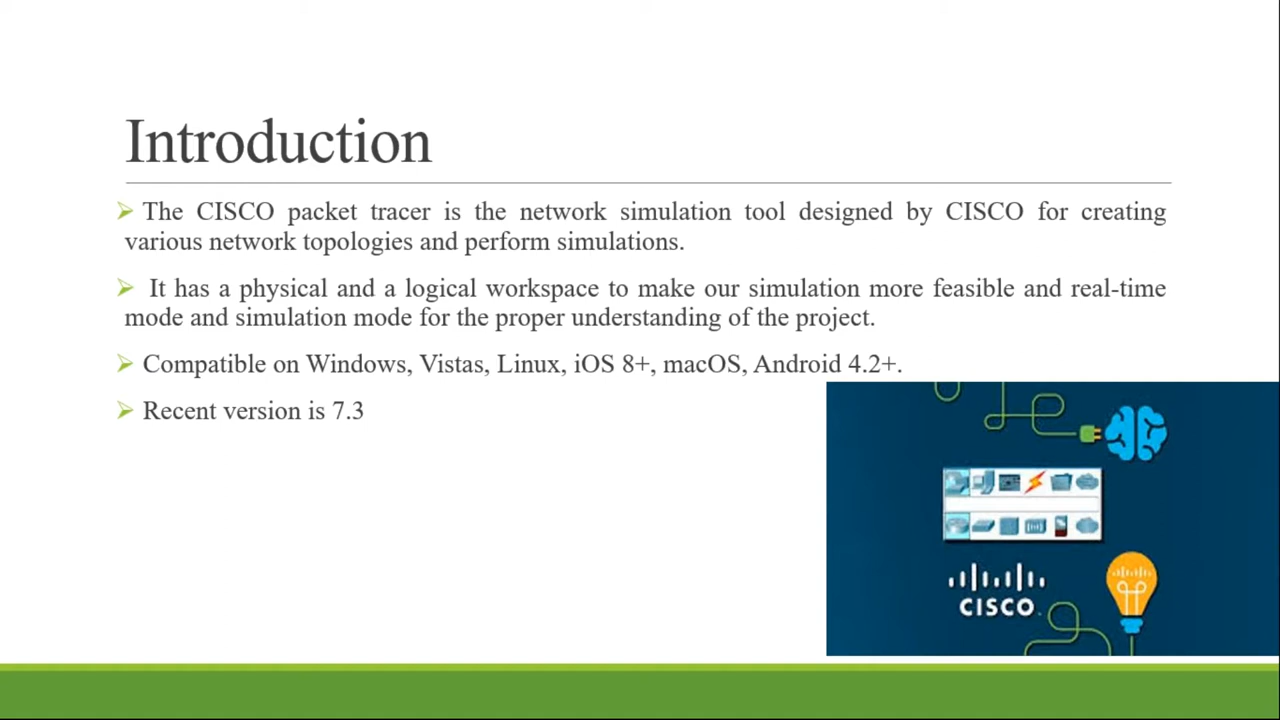 Introduction
The CISCO packet tracer is the network simulation tool designed by CISCO for creating
various network topologies and perform simulations.
It has a physical and a logical workspace to make our simulation more feasible and real-time
mode and simulation mode for the proper understanding of the project.
Compatible on Windows, Vistas, Linux, iOS 8+, macOS, Android 4.2+.
Recent version is 7.3
CISCO